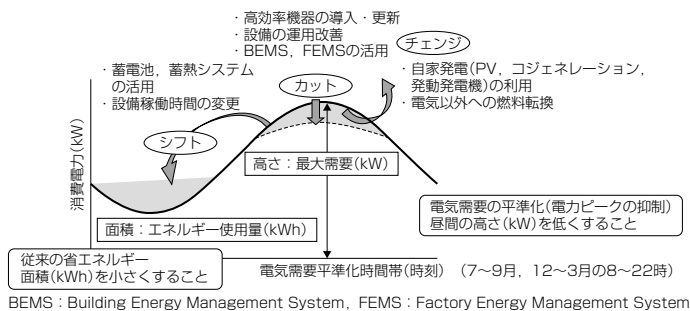 ・高効率機器の導入・更新
・設備の運用改善
・BEMS，FEMSの活用
チェンジ
・蓄電池，蓄熱システム
の活用
・設備稼働時間の変更
カット
・自家発電（PV，コジェネレーション，
発動発電機）の利用
・電気以外への燃料転換
シフト
消費電力（kW）
高さ：最大需要（kW）
面積：エネルギー使用量（kWh）
電気需要の平準化（電力ピークの抑制）
昼間の高さ（kW）を低くすること
従来の省エネルギー
面積（kWh）を小さくすること
電気需要平準化時間帯（時刻）　（7～9月，12～3月の8～22時）
BEMS：Building Energy Management System，FEMS：Factory Energy Management System